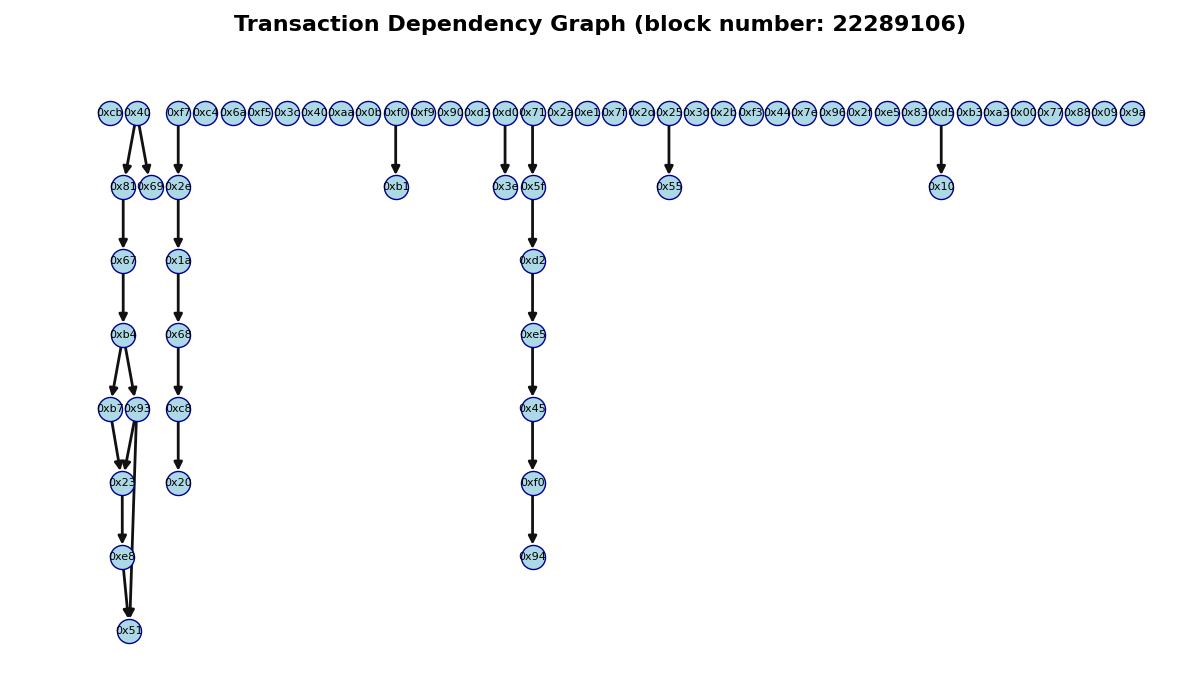 Transaction Dependency Graph (block number: 22289106)
0xcb 0x40 0xf7 0xc4 0x6a 0xf5 0x3c 0x40 0xaa 0x0b 0xf0 0xf9 0x90 0xd3 0xd0 0x71 0x2a 0xe1 0x7f 0x2d 0x25 0x3d 0x2b 0xf3 0x44 0x7e 0x96 0x2f 0xe5 0x83 0xd5 0xb3 0xa3 0x00 0x77 0x88 0x09 0x9a
0x81 0x69 0x2e 0xb1 0x3e 0x5f 0x55 0x10
0x67 0x1a 0xd2
0xb4 0x68 0xe5
0xb7 0x93 0xc8 0x45
0x23 0x20 0xf0
0xe8 0x94
0x51